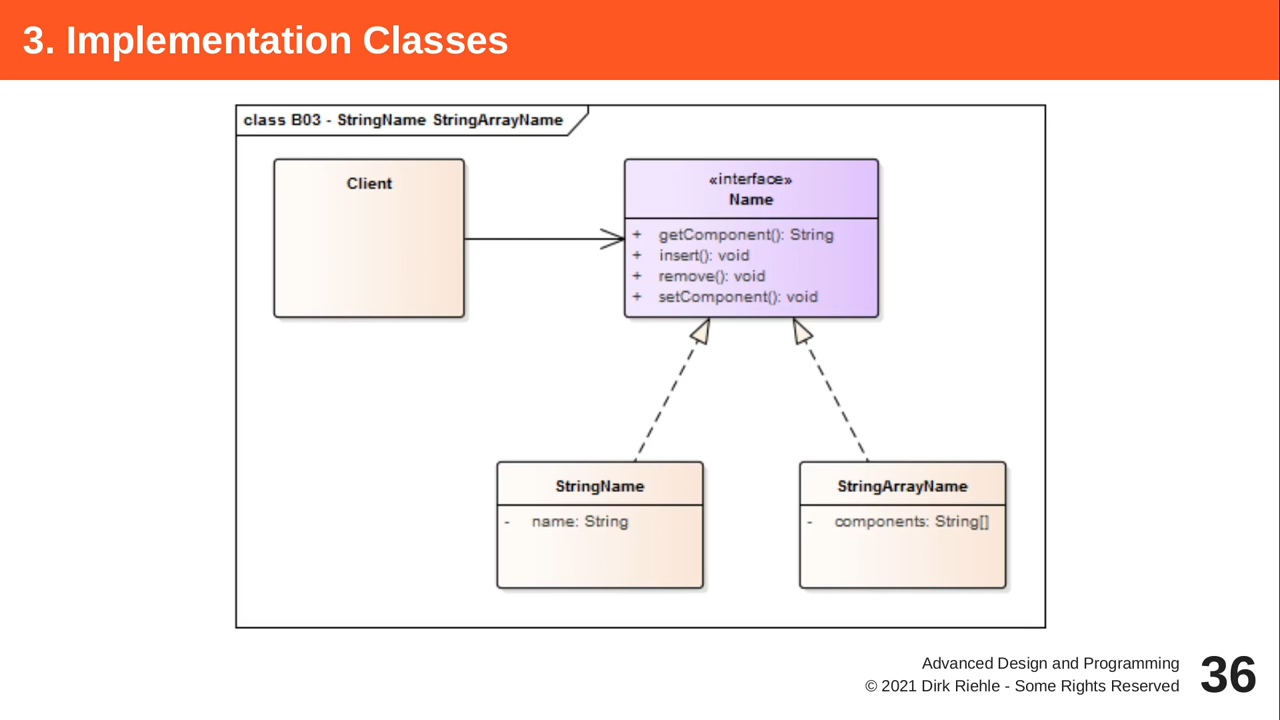 3. Implementation Classes
class B03 - StringName StringArrayName
Client
«interface»
Name
+ getComponent(): String
+ insert(): void
+ remove(): void
+ setComponent(): void
StringName
- name: String
StringArrayName
- components: String[]
Advanced Design and Programming
© 2021 Dirk Riehle - Some Rights Reserved
36